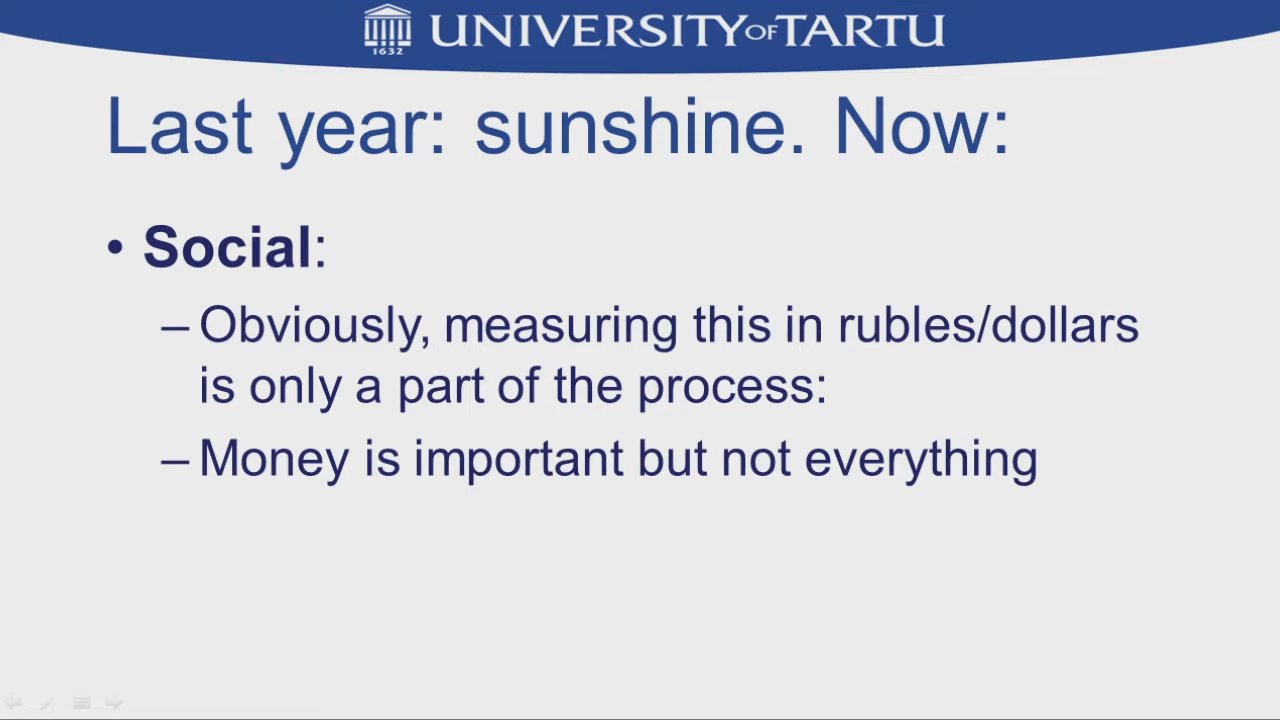 1632 UNIVERSITY OF TARTU
Last year: sunshine. Now:
• Social:
– Obviously, measuring this in rubles/dollars
is only a part of the process:
– Money is important but not everything